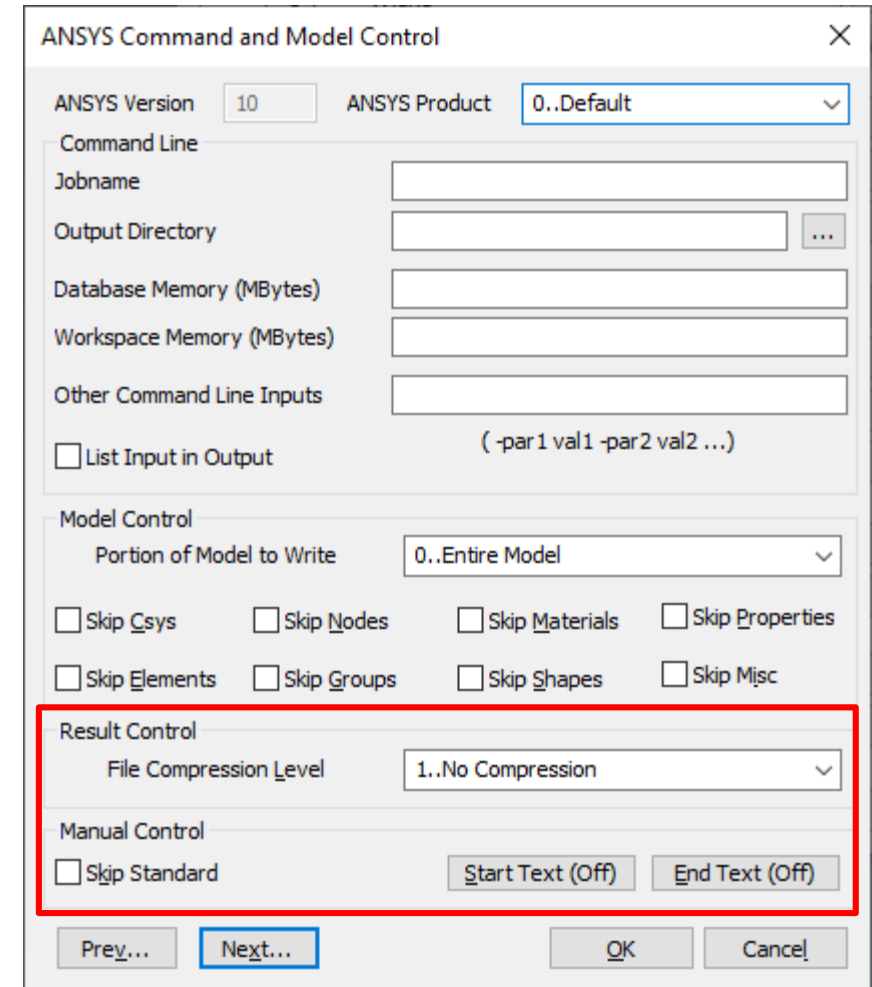 ANSYS Command and Model Control
ANSYS Version 10 ANSYS Product 0..Default
Command Line
Jobname
Output Directory ...
Database Memory (MBytes)
Workspace Memory (MBytes)
Other Command Line Inputs
( -par1 val1 -par2 val2 ...)
List Input in Output
Model Control
Portion of Model to Write 0..Entire Model
Skip Csys Skip Nodes Skip Materials Skip Properties
Skip Elements Skip Groups Skip Shapes Skip Misc
Result Control
File Compression Level 1..No Compression
Manual Control
Skip Standard Start Text (Off) End Text (Off)
Prev... Next... OK Cancel